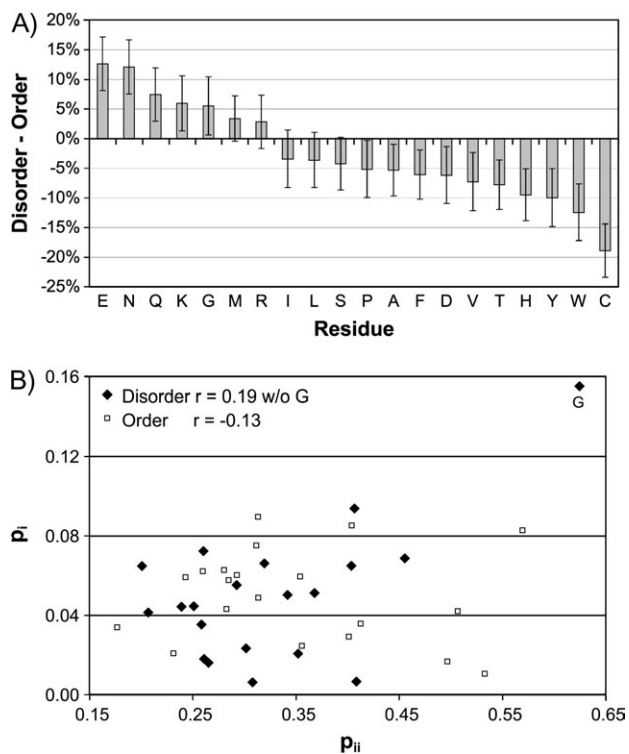 A)
Disorder - Order
20%
15%
10%
5%
0%
-5%
-10%
-15%
-20%
-25%
E N Q K G M R I L S P A F D V T H Y W C
Residue
B)
Disorder r = 0.19 w/o G
Order r = -0.13
G
pi
0.16
0.12
0.08
0.04
0.00
0.15 0.25 0.35 0.45 0.55 0.65
pii